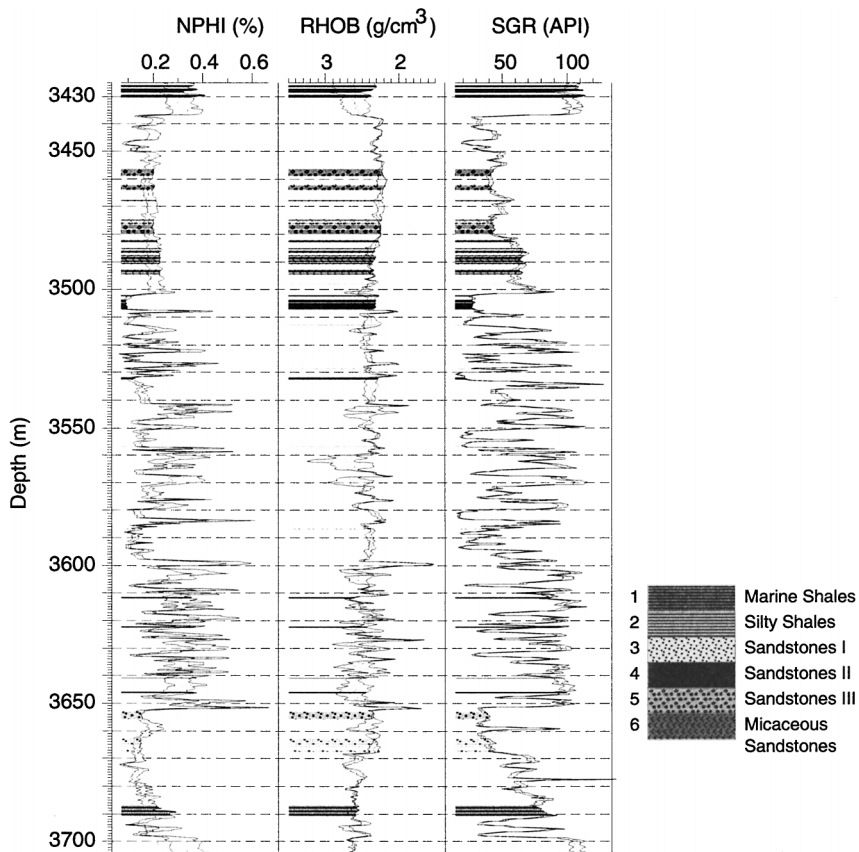 NPHI (%) RHOB (g/cm3) SGR (API)
0.2 0.4 0.6 3 2 50 100
3430
3450
3500
3550
3600
3650
3700
Depth (m)
1 Marine Shales
2 Silty Shales
3 Sandstones I
4 Sandstones II
5 Sandstones III
6 Micaceous
Sandstones